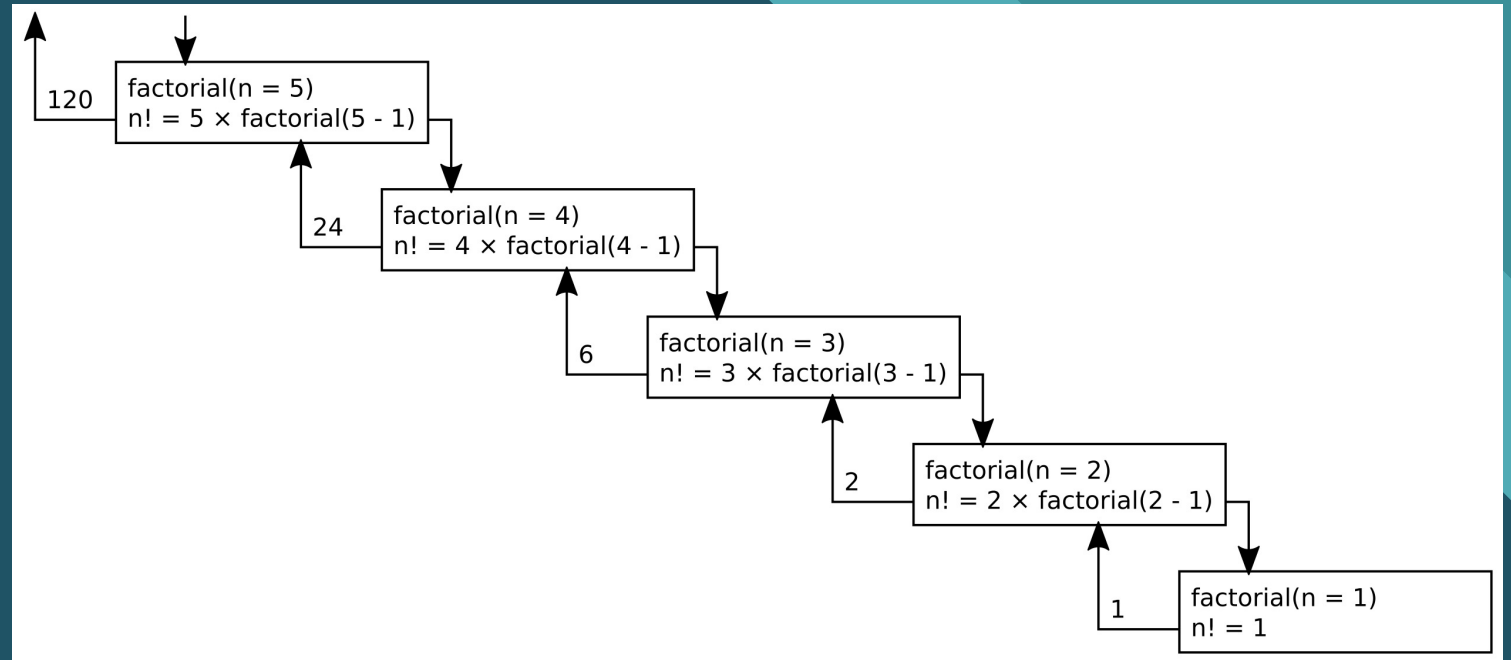 factorial(n = 5)
120
n! = 5 × factorial(5 - 1)
factorial(n = 4)
24
n! = 4 × factorial(4 - 1)
factorial(n = 3)
6
n! = 3 × factorial(3 - 1)
factorial(n = 2)
2
n! = 2 × factorial(2 - 1)
factorial(n = 1)
1
n! = 1